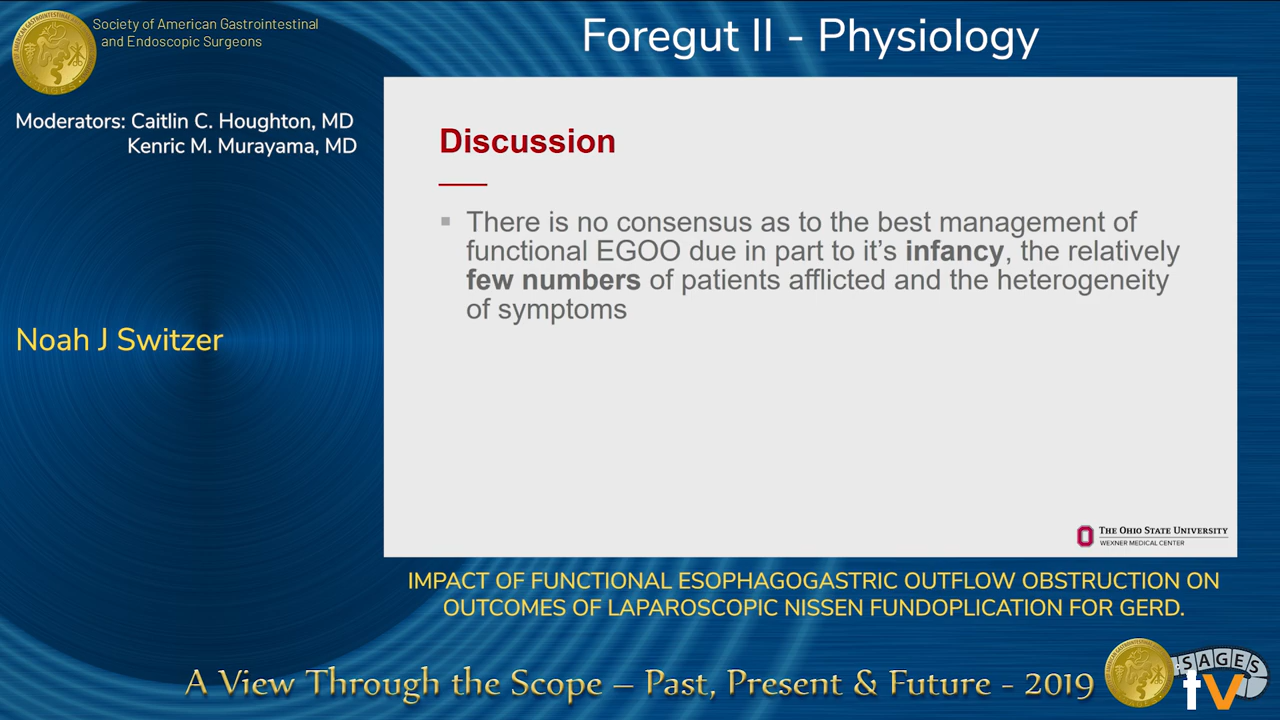 Society of American Gastrointestinal
and Endoscopic Surgeons
Foregut II - Physiology
Moderators: Caitlin C. Houghton, MD
Kenric M. Murayama, MD
Noah J Switzer
Discussion
▪ There is no consensus as to the best management of
functional EGOO due in part to it’s infancy, the relatively
few numbers of patients afflicted and the heterogeneity
of symptoms
THE OHIO STATE UNIVERSITY
WEXNER MEDICAL CENTER
IMPACT OF FUNCTIONAL ESOPHAGOGASTRIC OUTFLOW OBSTRUCTION ON
OUTCOMES OF LAPAROSCOPIC NISSEN FUNDOPLICATION FOR GERD.
A View Through the Scope – Past, Present & Future - 2019
SAGES
tv